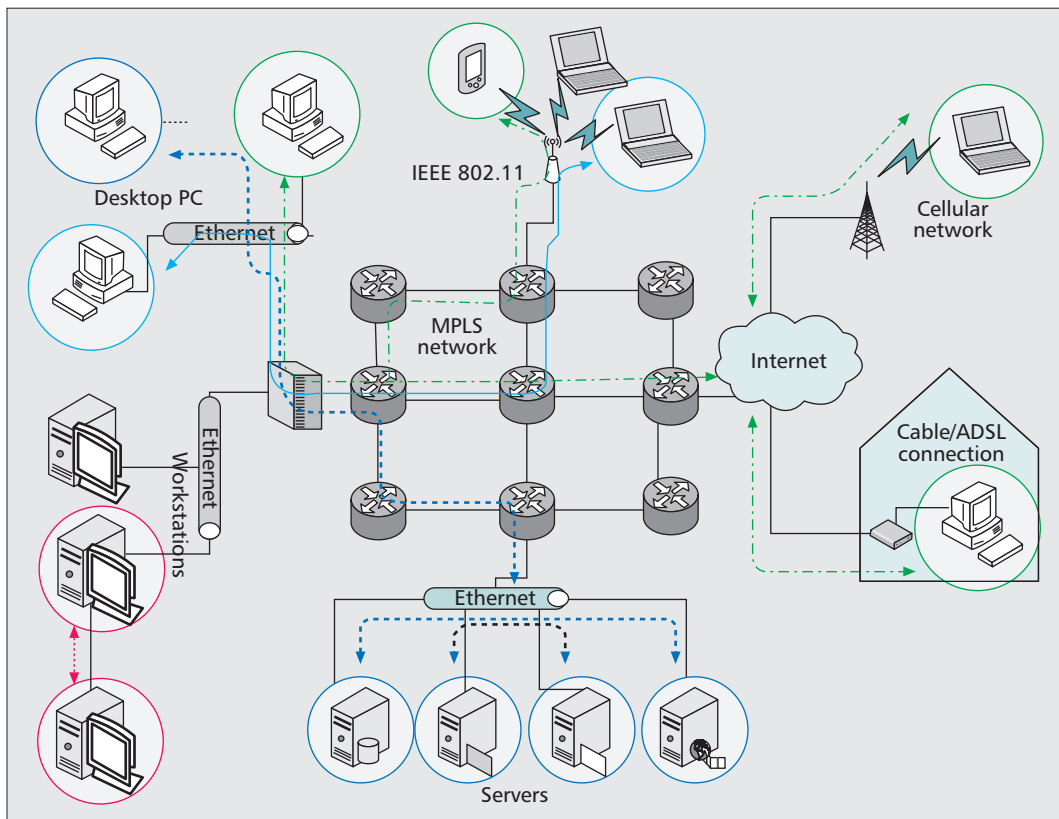 IEEE 802.11
Desktop PC
Cellular
network
Ethernet
MPLS
network
Internet
Cable/ADSL
connection
Ethernet
Workstations
Ethernet
Servers